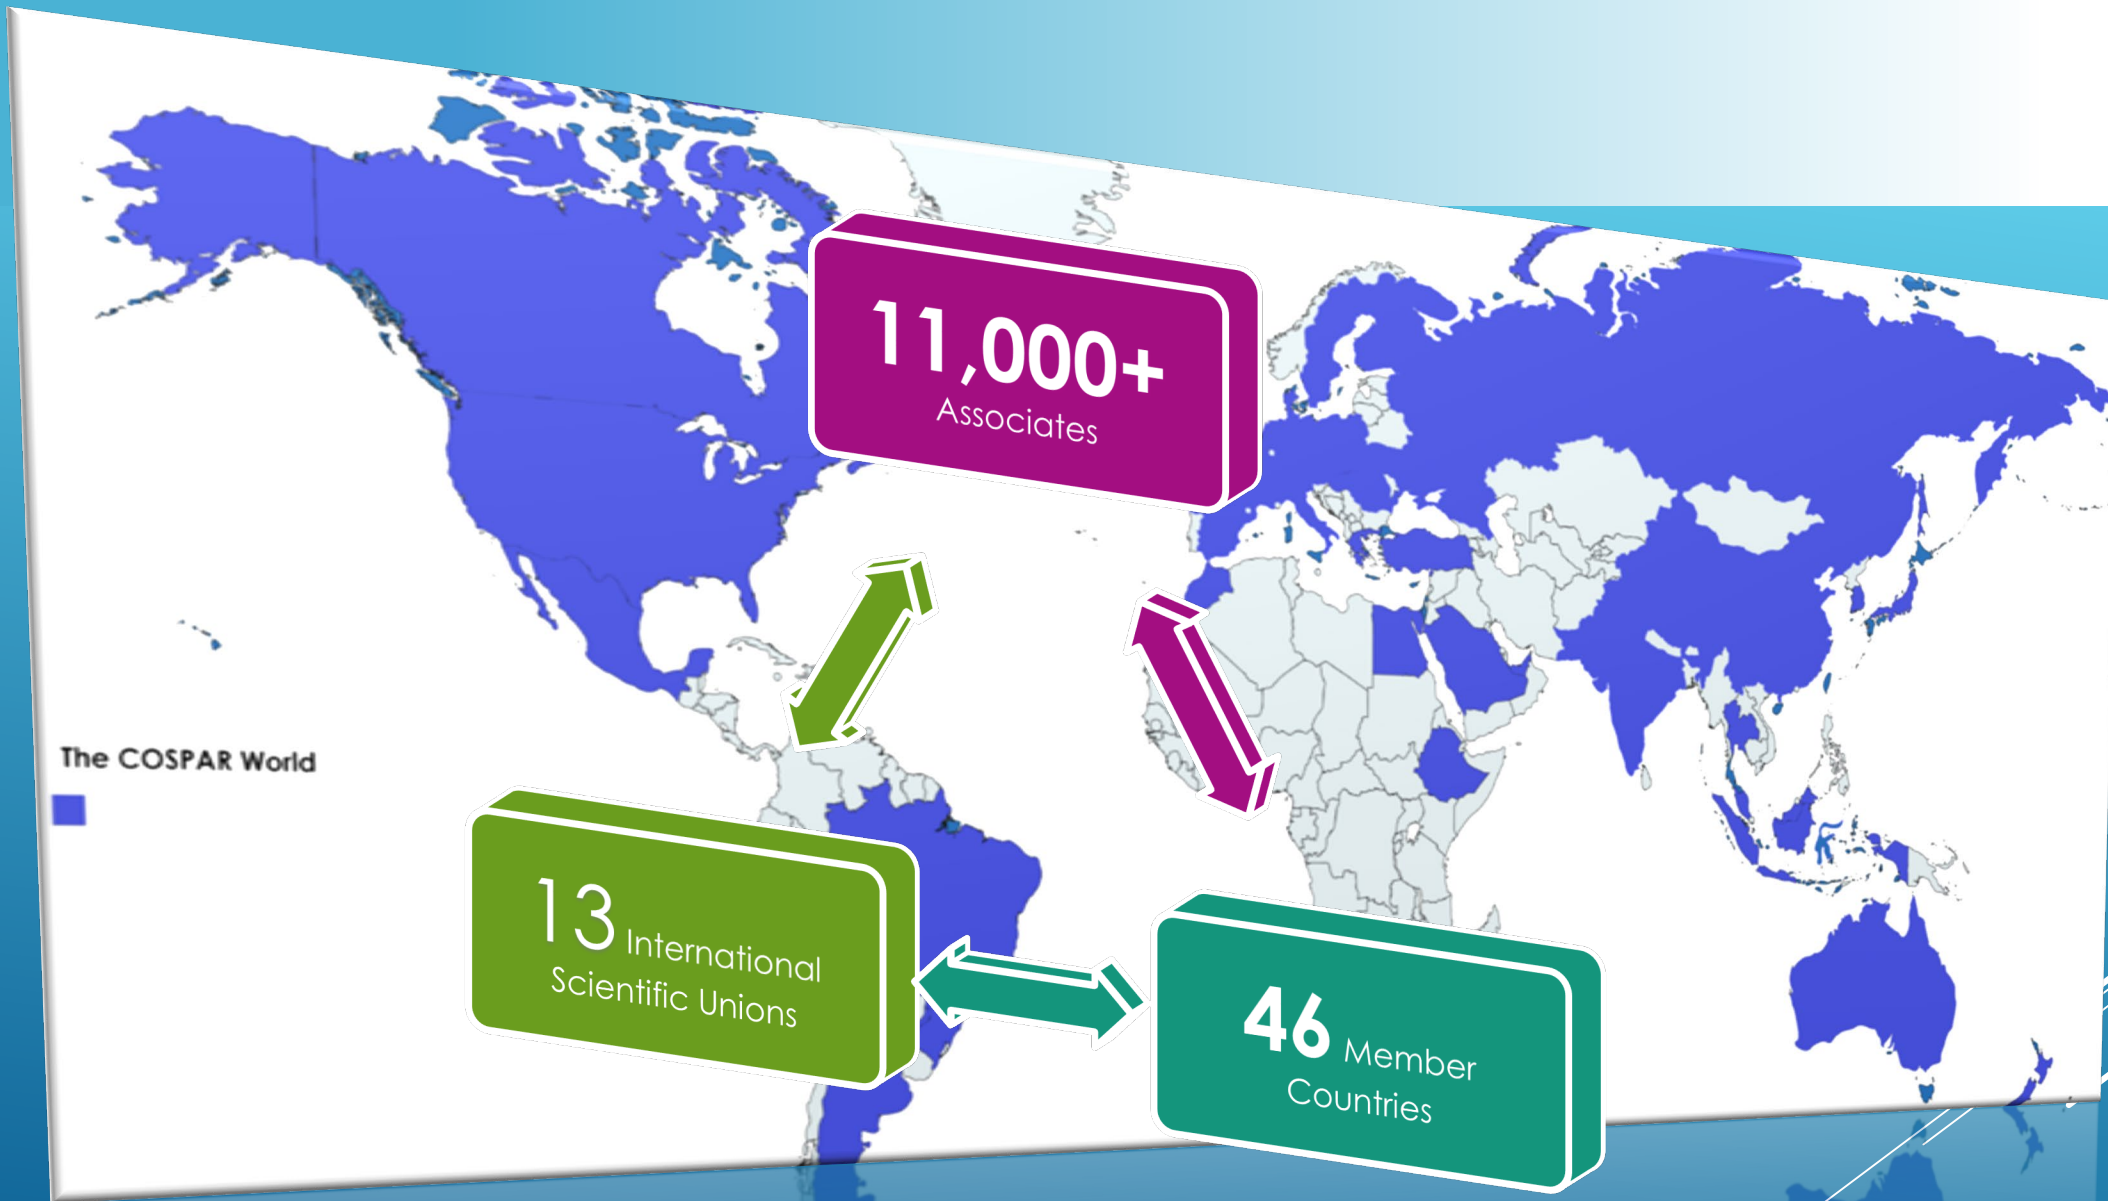 11,000+
Associates
The COSPAR World
13 International
Scientific Unions
46 Member
Countries